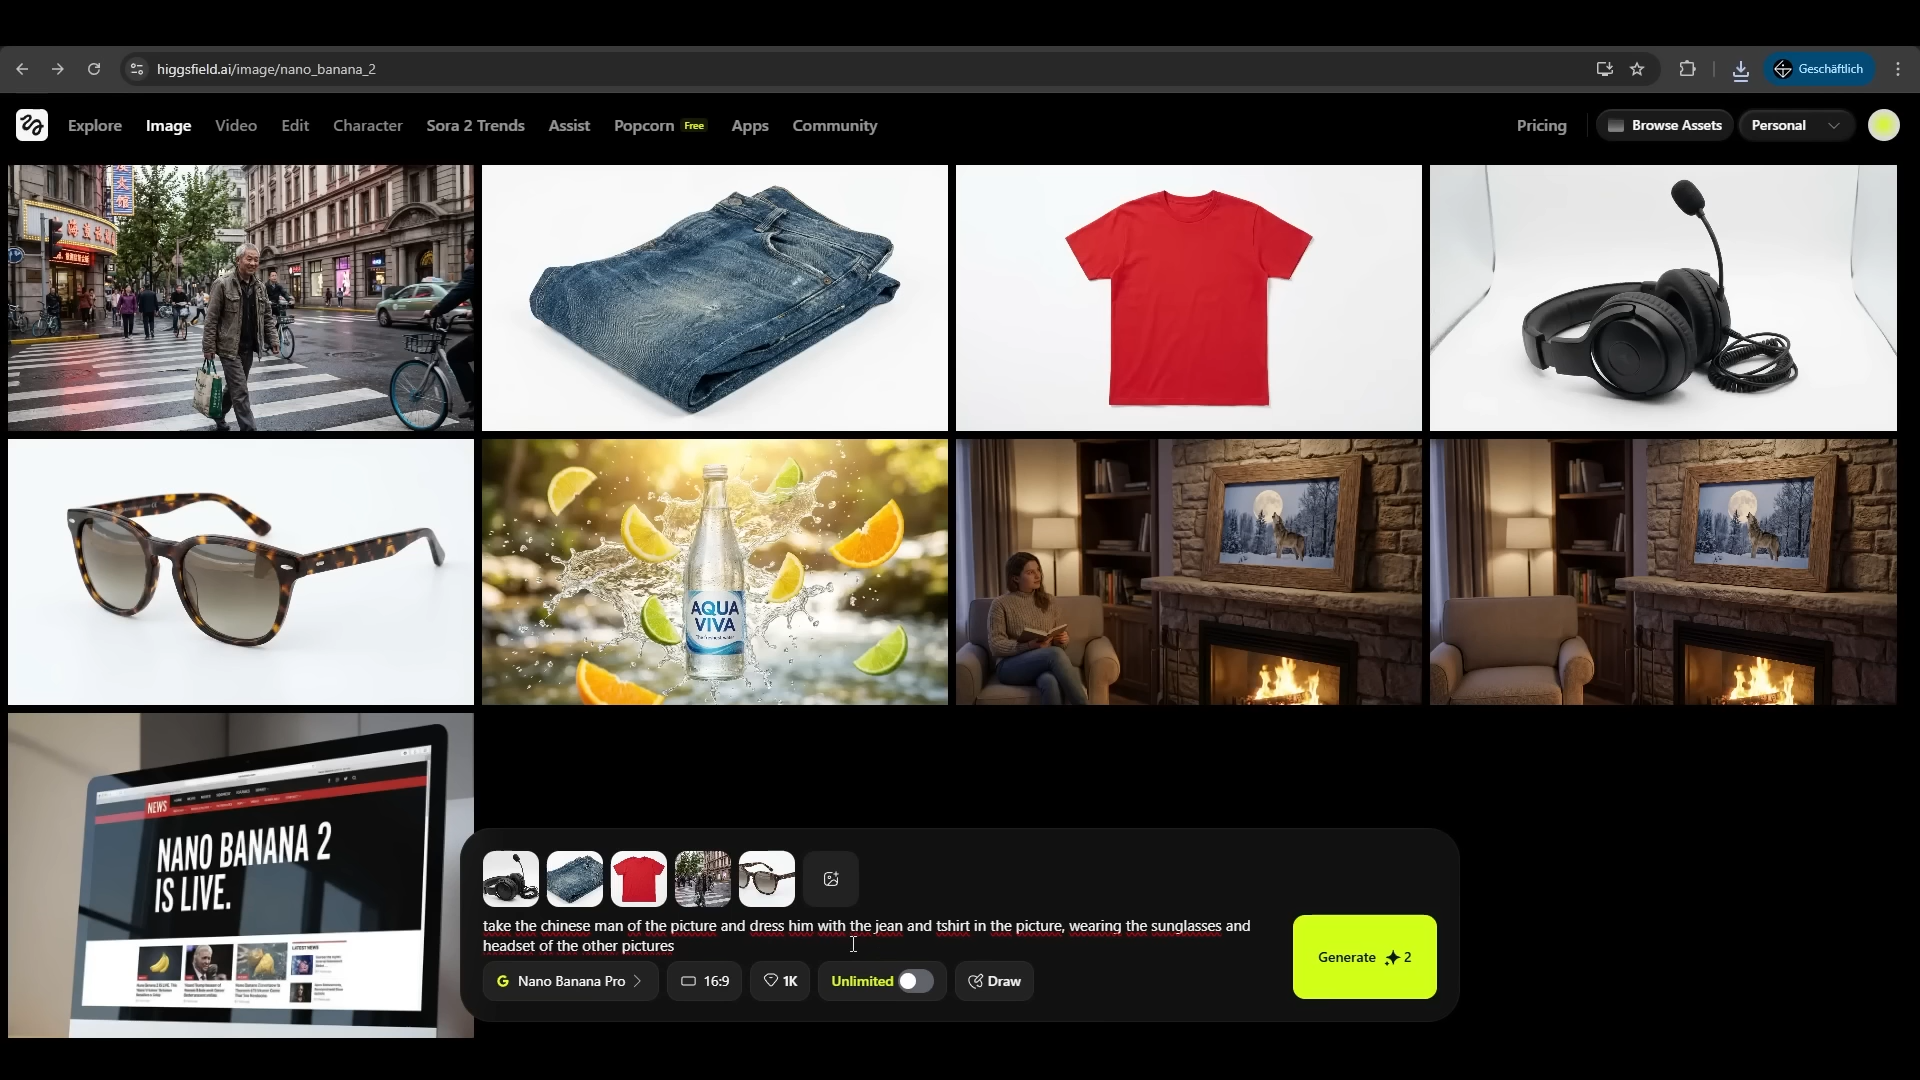 higgsfield.ai/image/nano_banana_2
Geschäftlich
Explore Image Video Edit Character Sora 2 Trends Assist Popcorn Free Apps Community
Pricing Browse Assets Personal
AQUA
VIVA
The freshest water
NEWS
NANO BANANA 2
IS LIVE.
LATEST NEWS
take the chinese man of the picture and dress him with the jean and tshirt in the picture, wearing the sunglasses and
headset of the other pictures
Generate 2
G Nano Banana Pro 16:9 1K Unlimited Draw